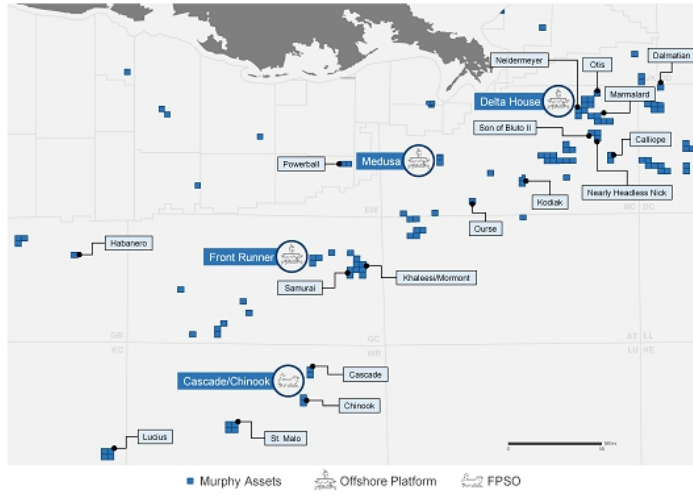 Neidermeyer
Otis
Dalmatian
Delta House
Marmalard
Son of Bluto II
Calliope
Powerball
Medusa
Nearly Headless Nick
Kodiak
MC
DC
EW
Ourse
Habanero
Front Runner
Khaleesi/Mormont
Samurai
GB
GC
AT
LL
KC
WR
LU
HE
Cascade
Cascade/Chinook
Chinook
Lucius
St. Malo
Miles
0
Murphy Assets
Offshore Platform
FPSO